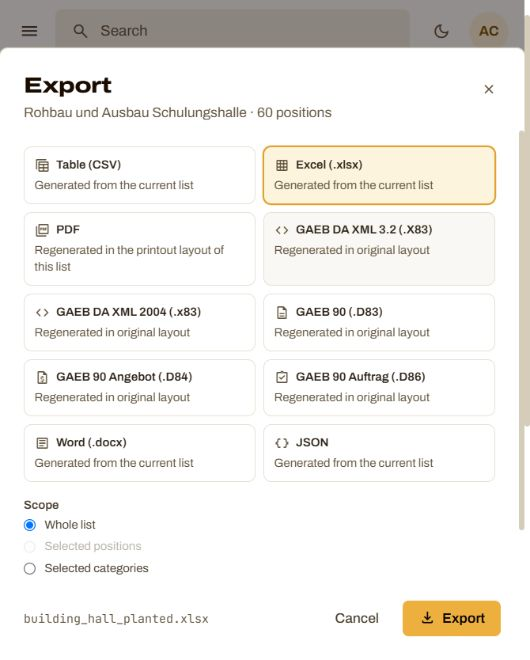 Search
AC
Export
Rohbau und Ausbau Schulungshalle · 60 positions
Table (CSV)
Generated from the current list
Excel (.xlsx)
Generated from the current list
PDF
Regenerated in the printout layout of
this list
GAEB DA XML 3.2 (.X83)
Regenerated in original layout
GAEB DA XML 2004 (.x83)
Regenerated in original layout
GAEB 90 (.D83)
Regenerated in original layout
GAEB 90 Angebot (.D84)
Regenerated in original layout
GAEB 90 Auftrag (.D86)
Regenerated in original layout
Word (.docx)
Generated from the current list
JSON
Generated from the current list
Scope
Whole list
Selected positions
Selected categories
building_hall_planted.xlsx
Cancel
Export